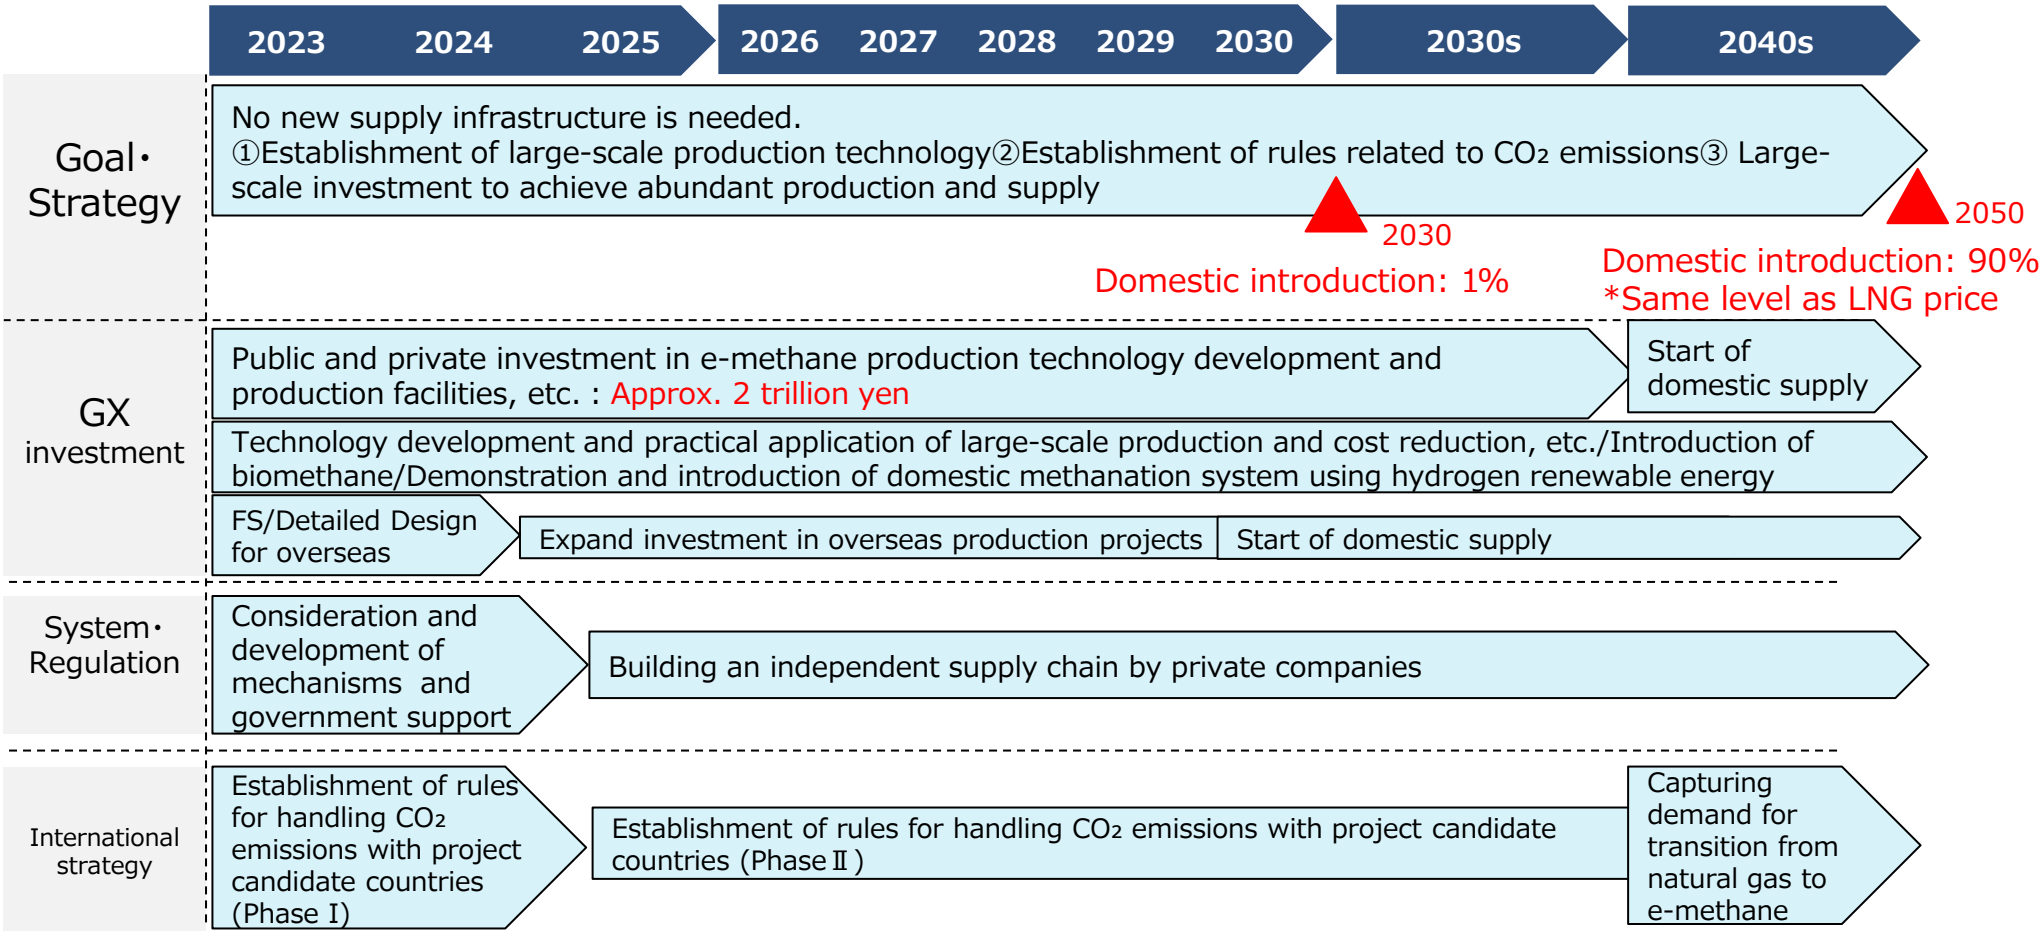 2023 2024 2025 2026 2027 2028 2029 2030 2030s 2040s
Goal・
Strategy
No new supply infrastructure is needed.
①Establishment of large-scale production technology②Establishment of rules related to CO₂ emissions③ Large-
scale investment to achieve abundant production and supply
2030
Domestic introduction: 1%
2050
Domestic introduction: 90%
*Same level as LNG price
GX
investment
Public and private investment in e-methane production technology development and
production facilities, etc. : Approx. 2 trillion yen
Start of
domestic supply
Technology development and practical application of large-scale production and cost reduction, etc./Introduction of
biomethane/Demonstration and introduction of domestic methanation system using hydrogen renewable energy
FS/Detailed Design
for overseas
Expand investment in overseas production projects
Start of domestic supply
System・
Regulation
Consideration and
development of
mechanisms and
government support
Building an independent supply chain by private companies
International
strategy
Establishment of rules
for handling CO₂
emissions with project
candidate countries
(Phase I)
Establishment of rules for handling CO₂ emissions with project candidate
countries (Phase Ⅱ)
Capturing
demand for
transition from
natural gas to
e-methane